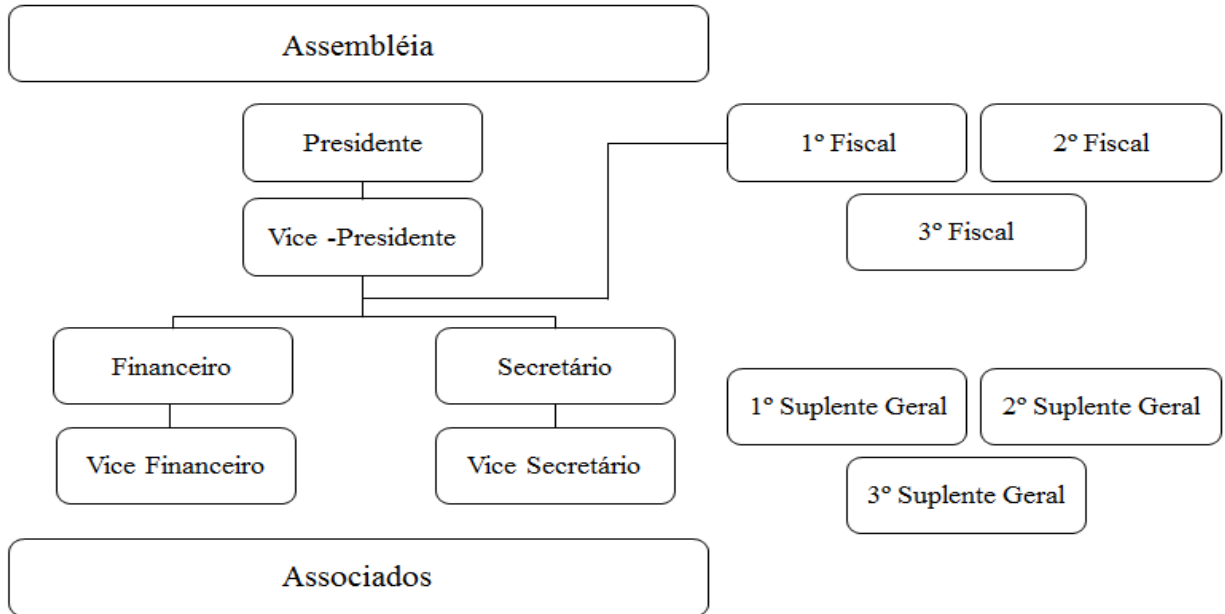 Assembléia
Presidente
1º Fiscal
2º Fiscal
Vice -Presidente
3º Fiscal
Financeiro
Secretário
1º Suplente Geral
2º Suplente Geral
Vice Financeiro
Vice Secretário
3º Suplente Geral
Associados